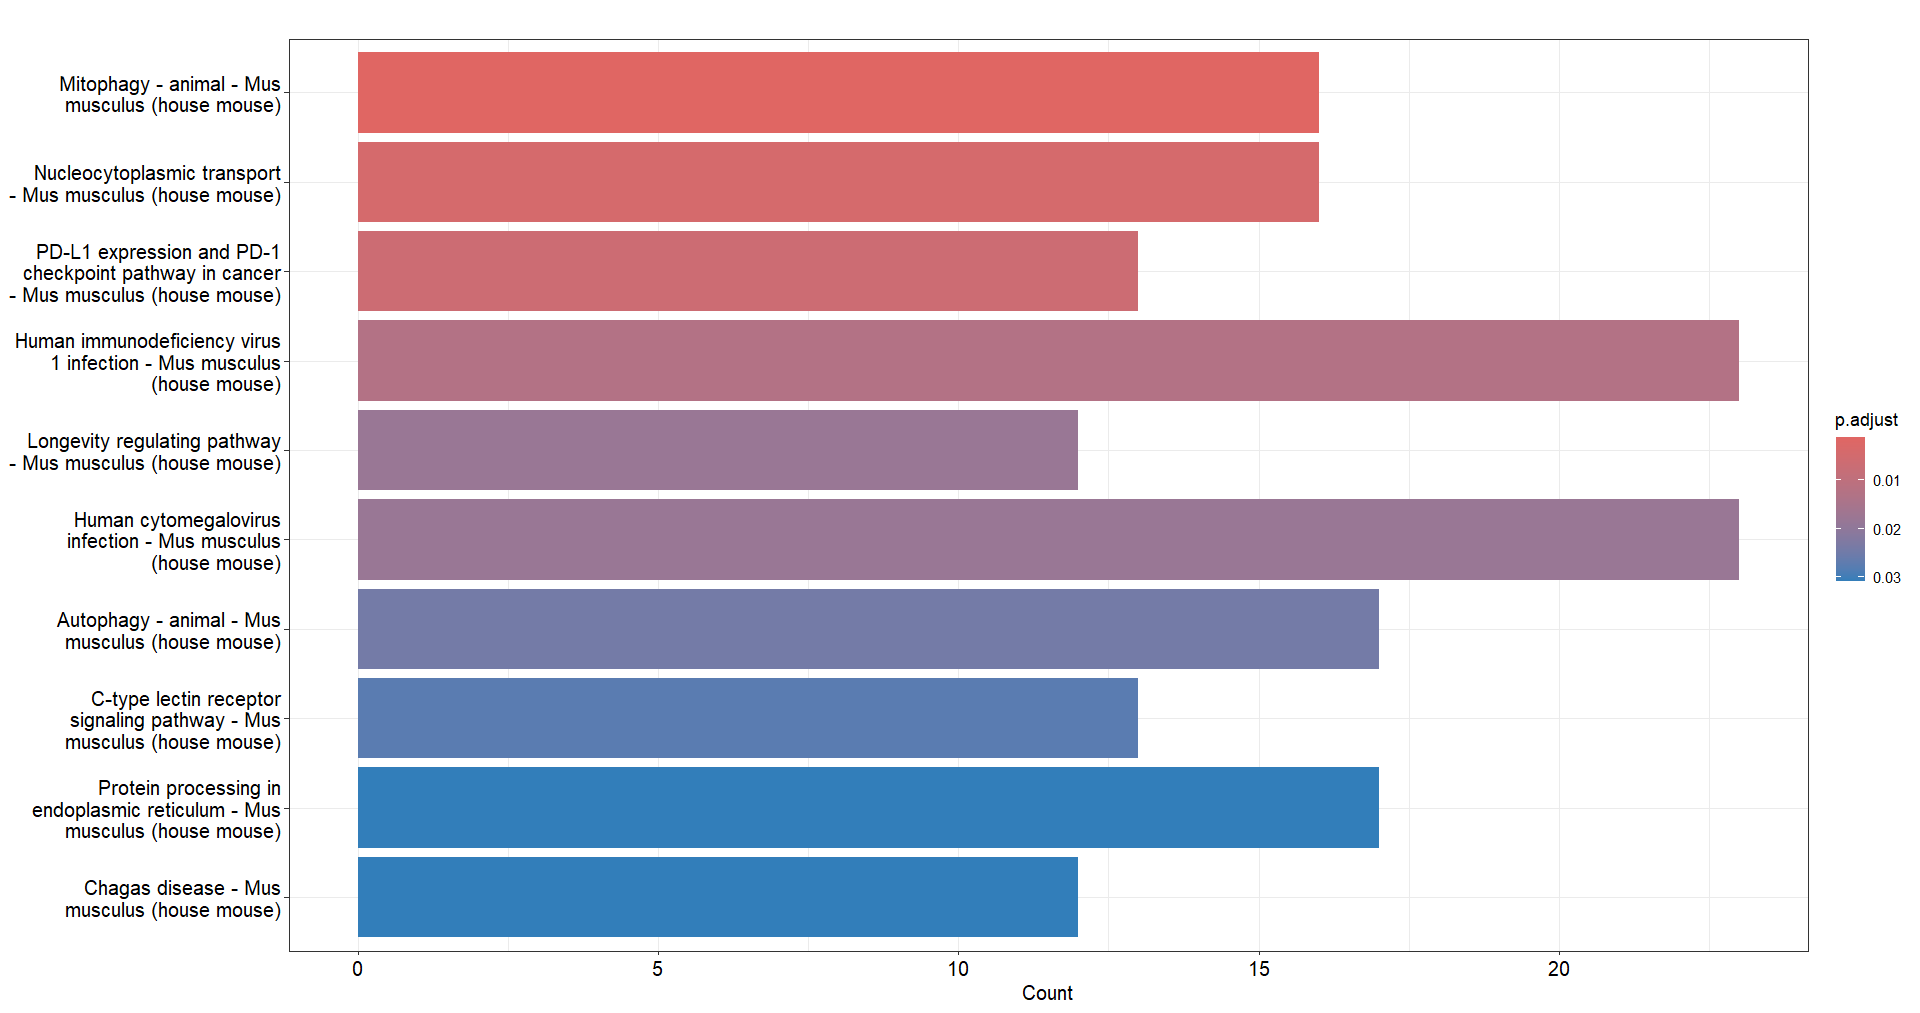 Mitophagy - animal - Mus
musculus (house mouse)
Nucleocytoplasmic transport
- Mus musculus (house mouse)
PD-L1 expression and PD-1
checkpoint pathway in cancer
- Mus musculus (house mouse)
Human immunodeficiency virus
1 infection - Mus musculus
(house mouse)
Longevity regulating pathway
- Mus musculus (house mouse)
Human cytomegalovirus
infection - Mus musculus
(house mouse)
Autophagy - animal - Mus
musculus (house mouse)
C-type lectin receptor
signaling pathway - Mus
musculus (house mouse)
Protein processing in
endoplasmic reticulum - Mus
musculus (house mouse)
Chagas disease - Mus
musculus (house mouse)
0 5 10 15 20
Count
p.adjust
0.01
0.02
0.03